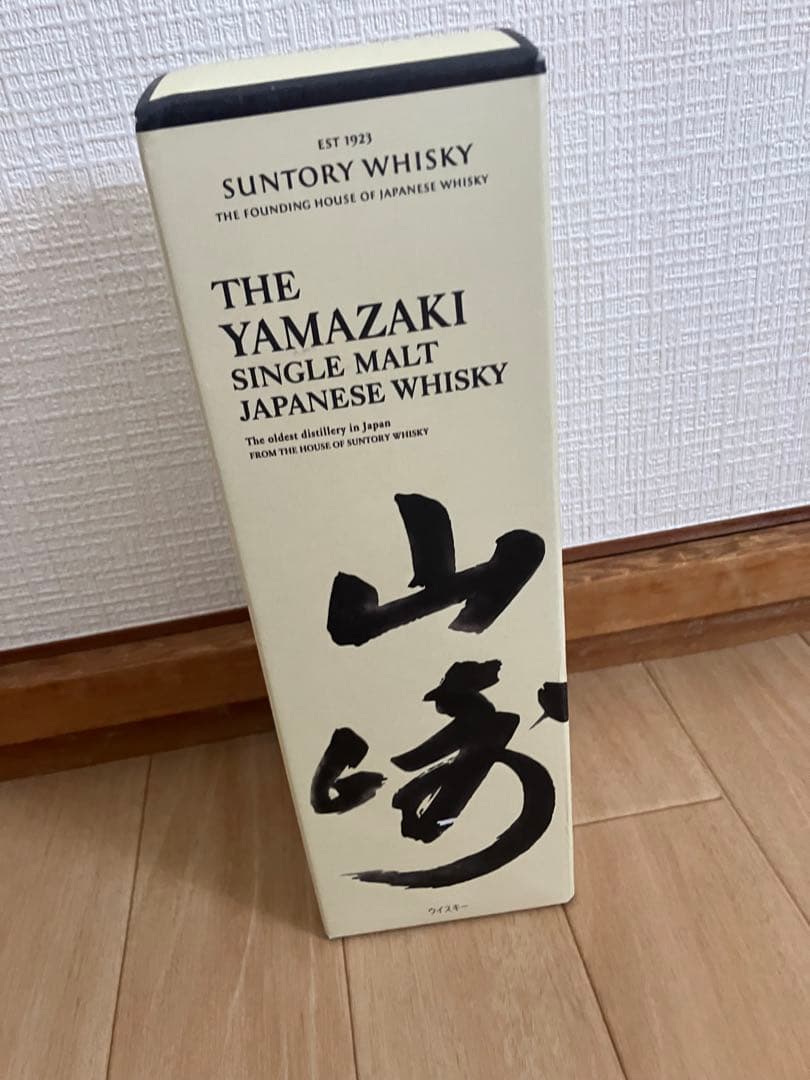 EST 1923
SUNTORY WHISKY
THE FOUNDING HOUSE OF JAPANESE WHISKY
THE
YAMAZAKI
SINGLE MALT
JAPANESE WHISKY
The oldest distillery in Japan
FROM THE HOUSE OF SUNTORY WHISKY
山
崎
ウイスキー